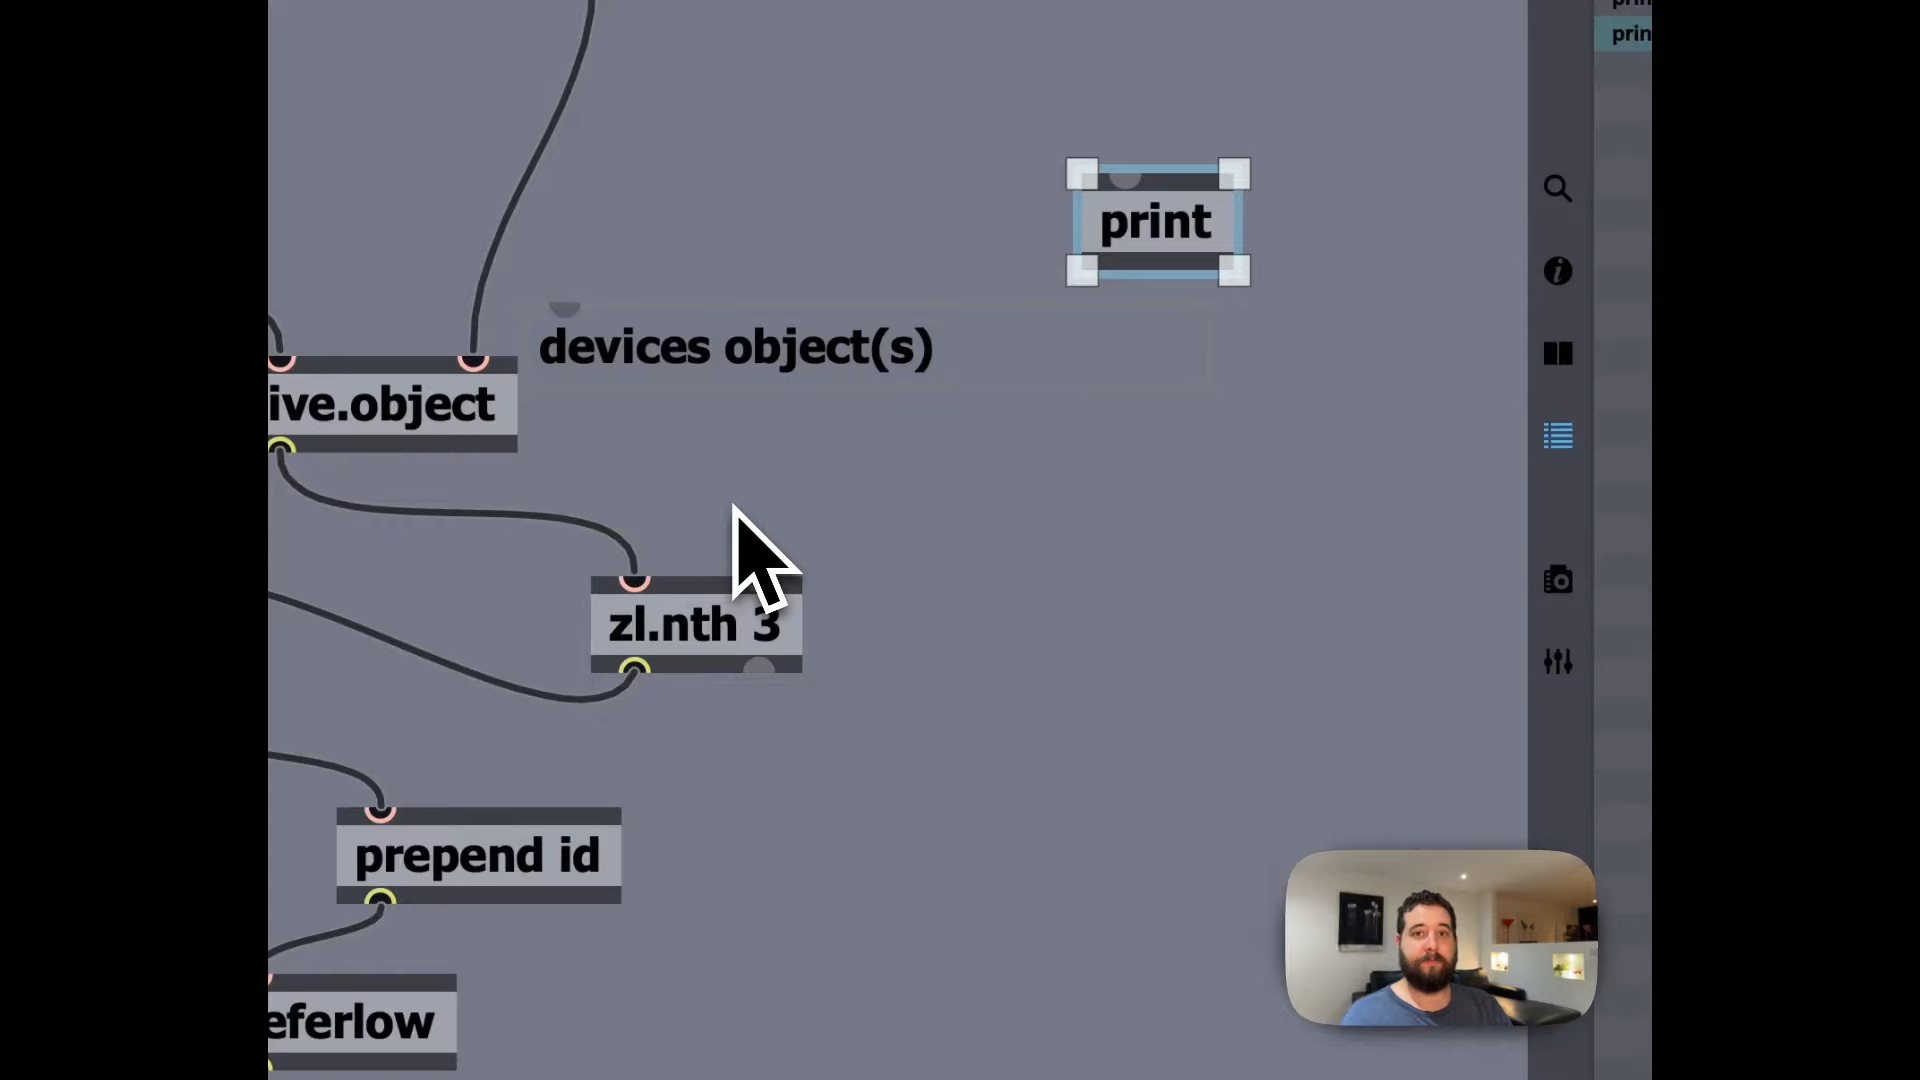 prin
print
devices object(s)
ive.object
zl.nth 3
prepend id
eferlow